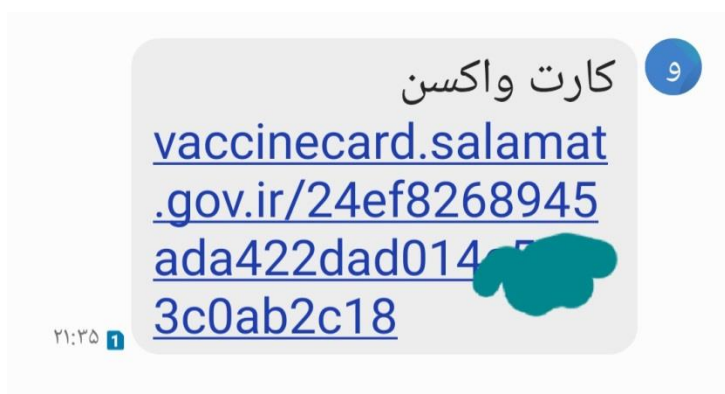 و
کارت واکسن
vaccinecard.salamat
.gov.ir/24ef8268945
ada422dad014
3c0ab2c18
۲۱:۳۵ 1